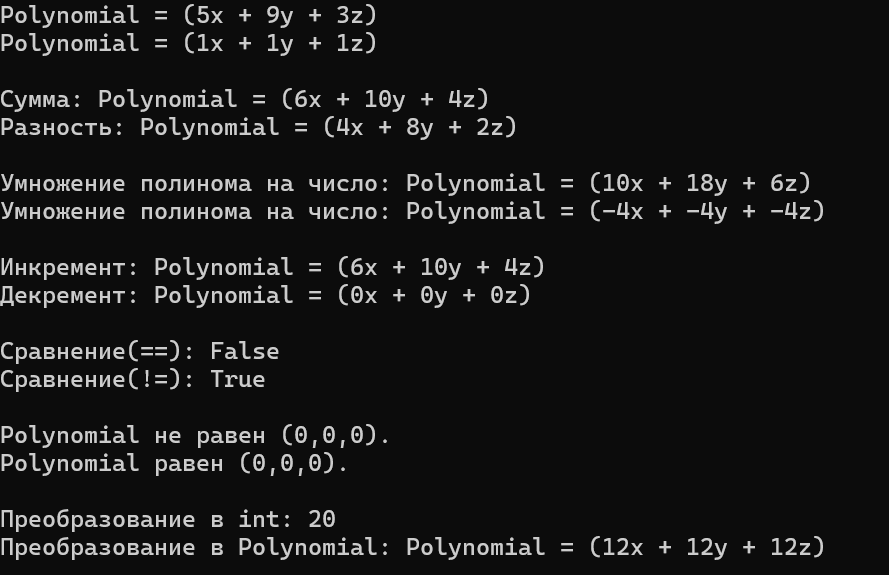 Polynomial = (5x + 9y + 3z)
Polynomial = (1x + 1y + 1z)
Сумма: Polynomial = (6x + 10y + 4z)
Разность: Polynomial = (4x + 8y + 2z)
Умножение полинома на число: Polynomial = (10x + 18y + 6z)
Умножение полинома на число: Polynomial = (-4x + -4y + -4z)
Инкремент: Polynomial = (6x + 10y + 4z)
Декремент: Polynomial = (0x + 0y + 0z)
Сравнение(==): False
Сравнение(!=): True
Polynomial не равен (0,0,0).
Polynomial равен (0,0,0).
Преобразование в int: 20
Преобразование в Polynomial: Polynomial = (12x + 12y + 12z)